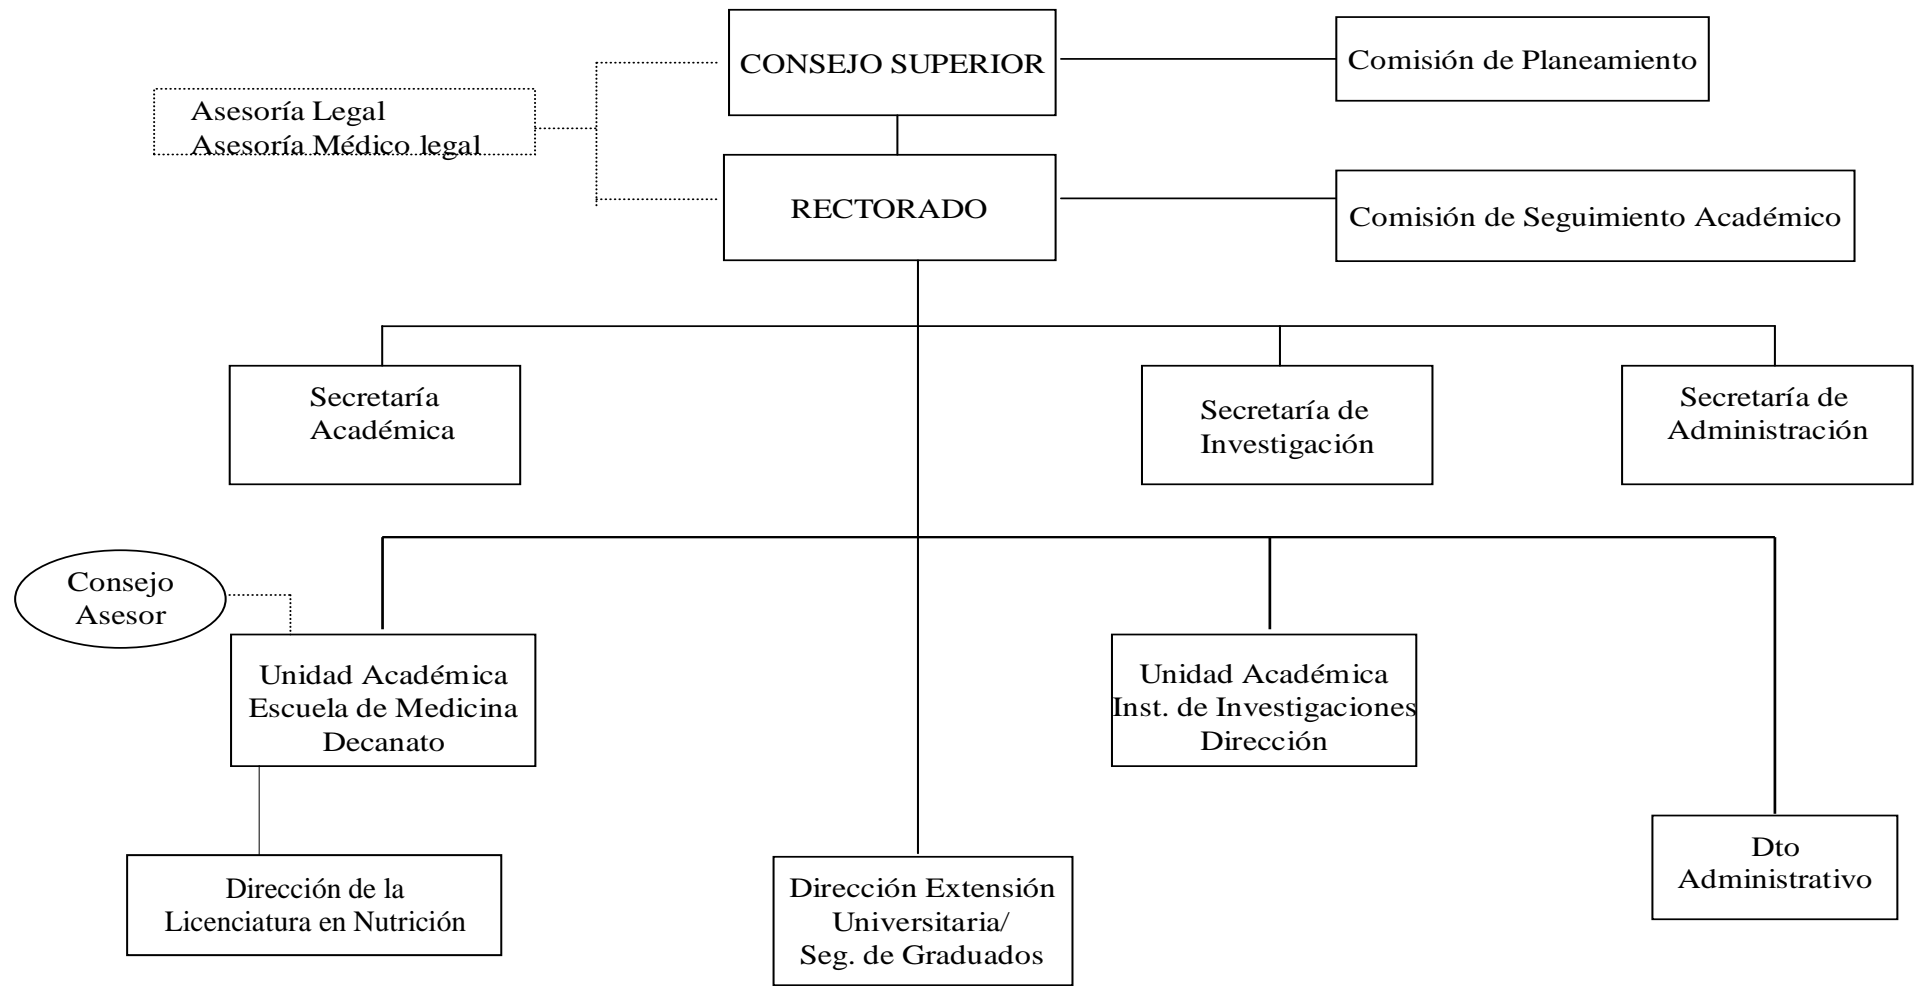 CONSEJO SUPERIOR
Comisión de Planeamiento
Asesoría Legal
Asesoría Médico legal
RECTORADO
Comisión de Seguimiento Académico
Secretaría
Académica
Secretaría de
Investigación
Secretaría de
Administración
Consejo
Asesor
Unidad Académica
Escuela de Medicina
Decanato
Unidad Académica
Inst. de Investigaciones
Dirección
Dirección de la
Licenciatura en Nutrición
Dirección Extensión
Universitaria/
Seg. de Graduados
Dto
Administrativo